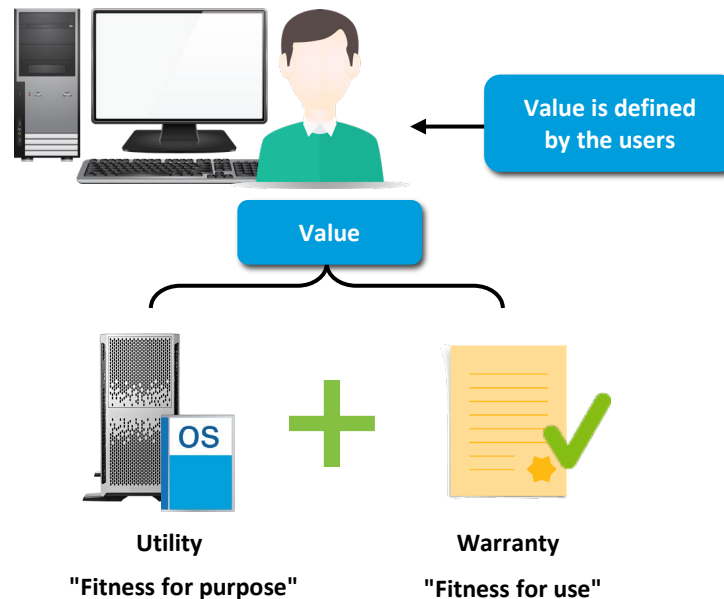 Value is defined
by the users
Value
OS
Utility
Warranty
"Fitness for purpose"
"Fitness for use"